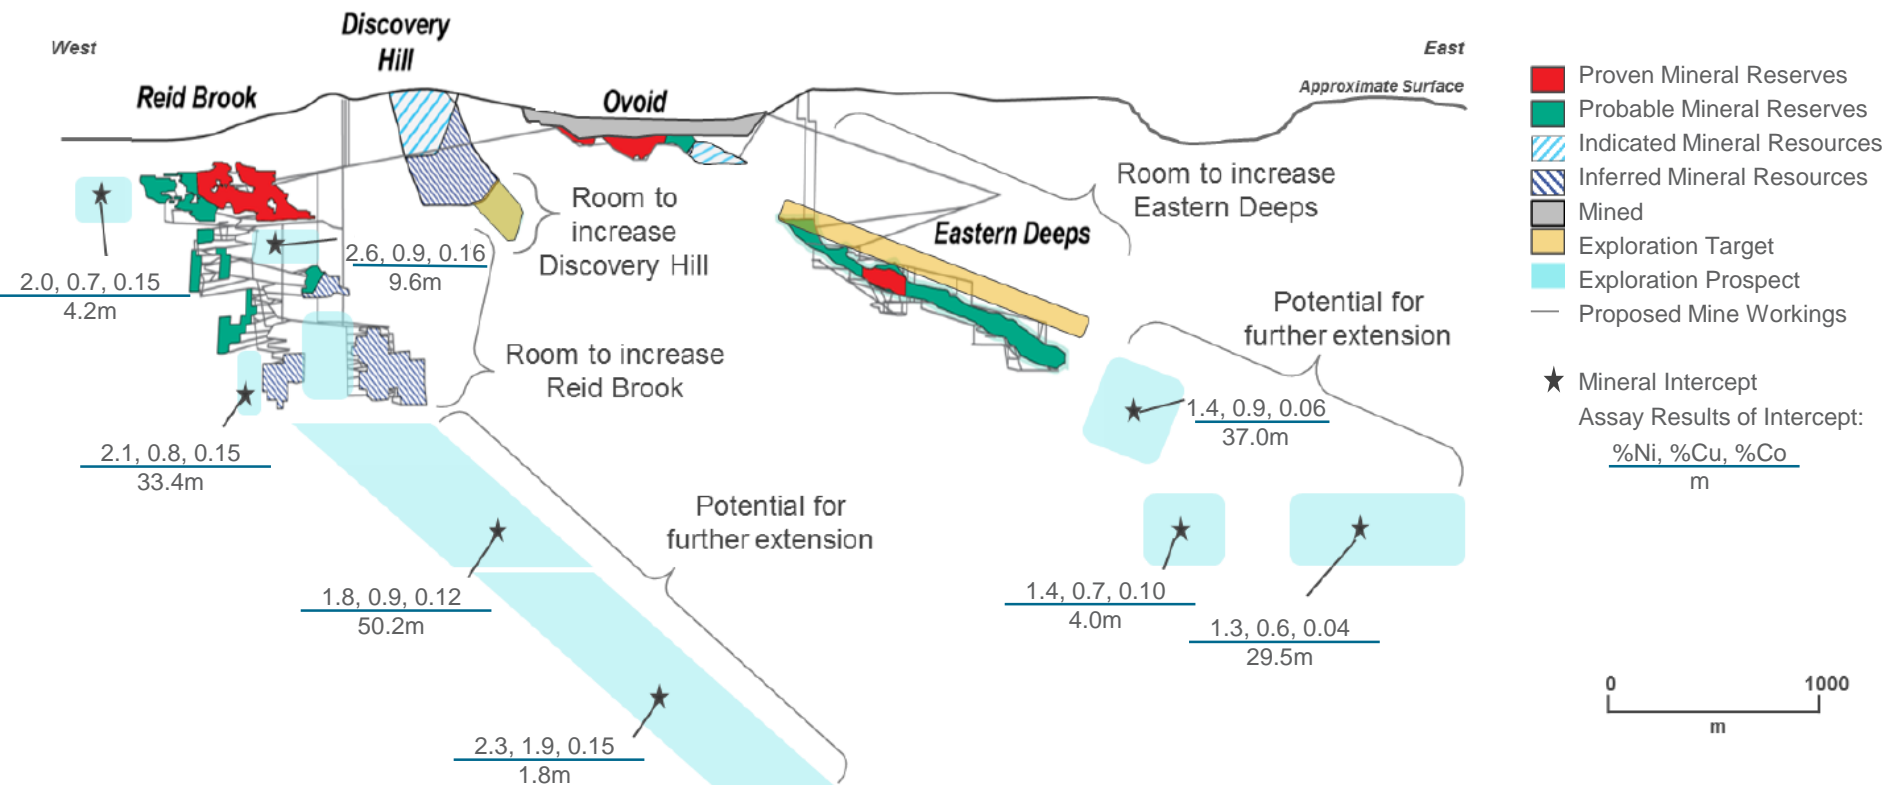 Discovery
Hill
West
East
Reid Brook
Ovoid
Approximate Surface
Proven Mineral Reserves
Probable Mineral Reserves
Indicated Mineral Resources
Inferred Mineral Resources
Mined
Exploration Target
Exploration Prospect
Proposed Mine Workings
Mineral Intercept
Assay Results of Intercept:
%Ni, %Cu, %Co
m
Room to
increase
Discovery Hill
Room to increase
Eastern Deeps
Eastern Deeps
2.0, 0.7, 0.15
4.2m
2.6, 0.9, 0.16
9.6m
Room to increase
Reid Brook
Potential for
further extension
2.1, 0.8, 0.15
33.4m
1.4, 0.9, 0.06
37.0m
Potential for
further extension
1.8, 0.9, 0.12
50.2m
1.4, 0.7, 0.10
4.0m
1.3, 0.6, 0.04
29.5m
2.3, 1.9, 0.15
1.8m
0 1000
m